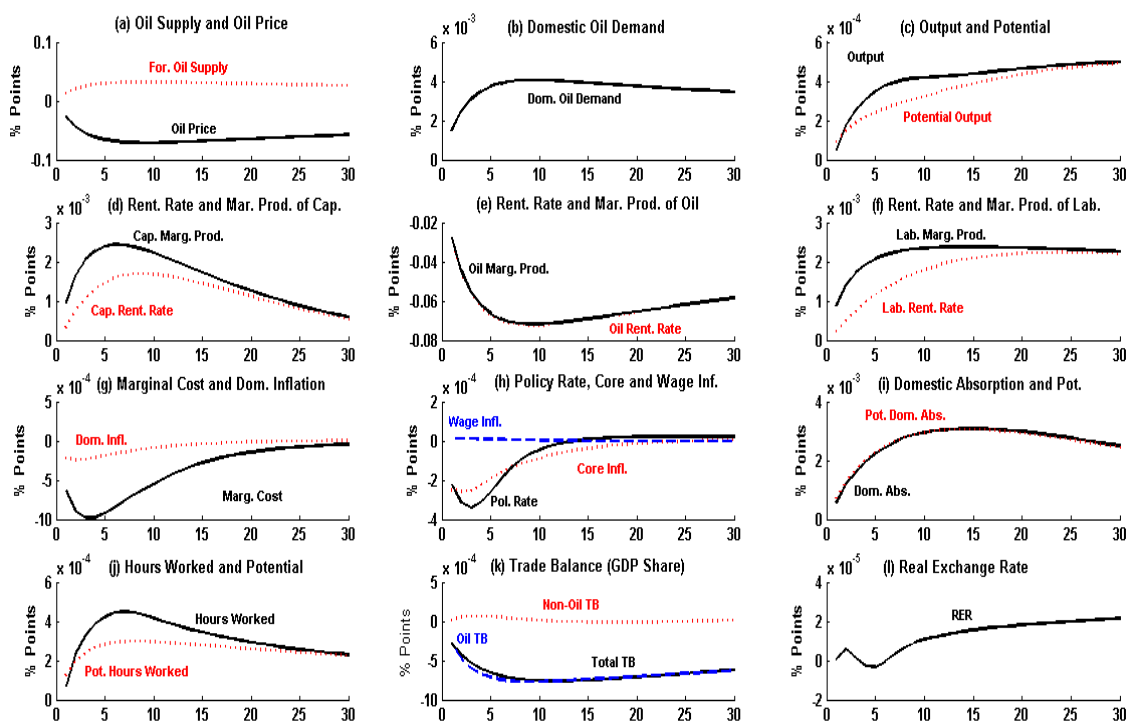 (a) Oil Supply and Oil Price
0.1
0
-0.1
% Points
For. Oil Supply
Oil Price
0 5 10 15 20 25 30
(b) Domestic Oil Demand
x 10⁻³
6
4
2
0
% Points
Dom. Oil Demand
0 5 10 15 20 25 30
(c) Output and Potential
x 10⁻⁴
6
4
2
0
% Points
Output
Potential Output
0 5 10 15 20 25 30
(d) Rent. Rate and Mar. Prod. of Cap.
x 10⁻³
3
2
1
0
% Points
Cap. Marg. Prod.
Cap. Rent. Rate
0 5 10 15 20 25 30
(e) Rent. Rate and Mar. Prod. of Oil
-0.02
-0.04
-0.06
-0.08
% Points
Oil Marg. Prod.
Oil Rent. Rate
0 5 10 15 20 25 30
(f) Rent. Rate and Mar. Prod. of Lab.
x 10⁻³
3
2
1
0
% Points
Lab. Marg. Prod.
Lab. Rent. Rate
0 5 10 15 20 25 30
(g) Marginal Cost and Dom. Inflation
x 10⁻⁴
5
0
-5
-10
% Points
Dom. Infl.
Marg. Cost
0 5 10 15 20 25 30
(h) Policy Rate, Core and Wage Inf.
x 10⁻⁴
2
0
-2
-4
% Points
Wage Infl.
Core Infl.
Pol. Rate
0 5 10 15 20 25 30
(i) Domestic Absorption and Pot.
x 10⁻³
4
2
0
% Points
Pot. Dom. Abs.
Dom. Abs.
0 5 10 15 20 25 30
(j) Hours Worked and Potential
x 10⁻⁴
6
4
2
0
% Points
Hours Worked
Pot. Hours Worked
0 5 10 15 20 25 30
(k) Trade Balance (GDP Share)
x 10⁻⁴
5
0
-5
-10
% Points
Non-Oil TB
Oil TB
Total TB
0 5 10 15 20 25 30
(l) Real Exchange Rate
x 10⁻⁵
4
2
0
-2
% Points
RER
0 5 10 15 20 25 30